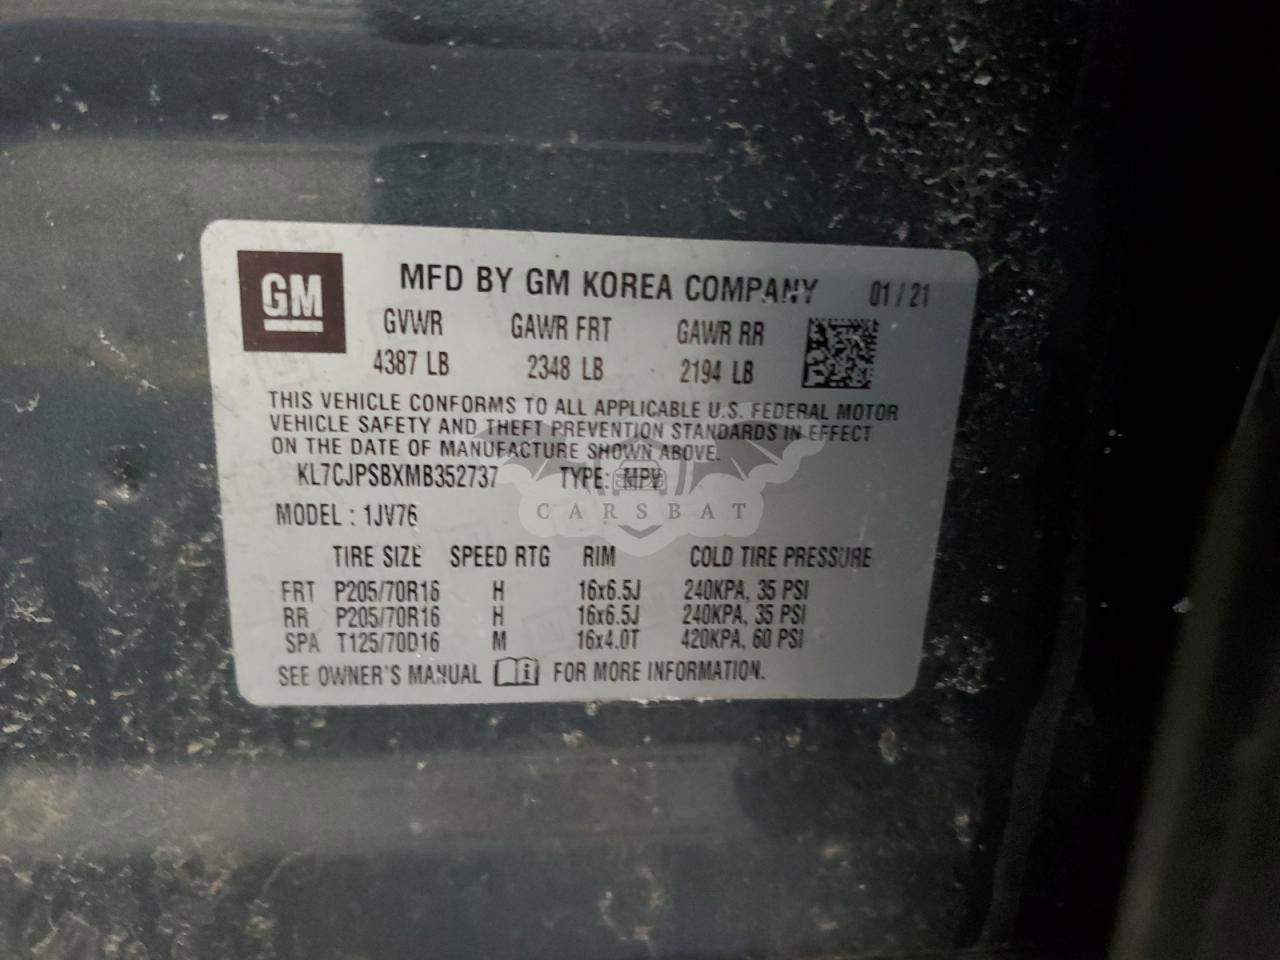 GM
MFD BY GM KOREA COMPANY 01 / 21
GVWR GAWR FRT GAWR RR
4387 LB 2348 LB 2194 LB
THIS VEHICLE CONFORMS TO ALL APPLICABLE U.S. FEDERAL MOTOR
VEHICLE SAFETY AND THEFT PREVENTION STANDARDS IN EFFECT
ON THE DATE OF MANUFACTURE SHOWN ABOVE.
KL7CJPSBXMB352737 TYPE: MPV
CARSBAT
MODEL : 1JV76
TIRE SIZE SPEED RTG RIM COLD TIRE PRESSURE
FRT P205/70R16 H 16x6.5J 240KPA, 35 PSI
RR P205/70R16 H 16x6.5J 240KPA, 35 PSI
SPA T125/70D16 M 16x4.0T 420KPA, 60 PSI
SEE OWNER'S MANUAL i FOR MORE INFORMATION.